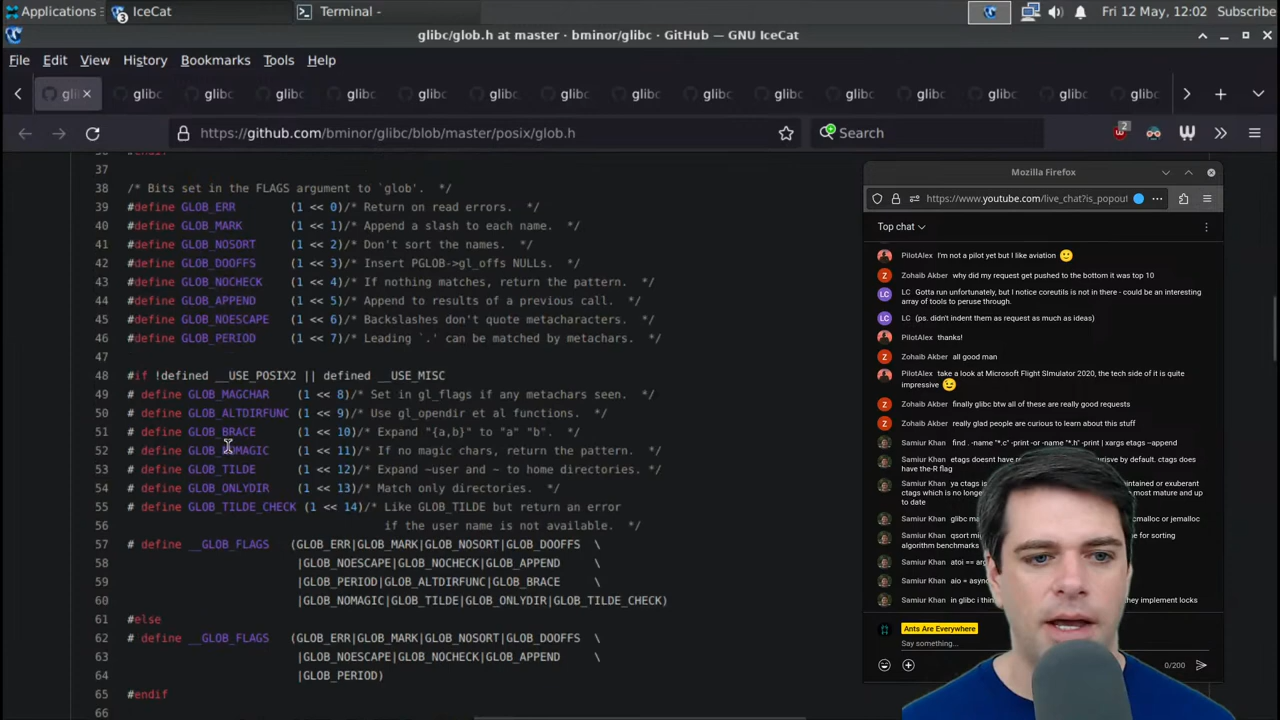 Applications
IceCat
Terminal -
Fri 12 May, 12:02
Subscribe
glibc/glob.h at master · bminor/glibc · GitHub — GNU IceCat
File Edit View History Bookmarks Tools Help
glibc glibc glibc glibc glibc glibc glibc glibc glibc glibc glibc glibc glibc glibc
https://github.com/bminor/glibc/blob/master/posix/glob.h
Search
2
37
38 /* Bits set in the FLAGS argument to `glob'. */
39 #define GLOB_ERR (1 << 0)/* Return on read errors. */
40 #define GLOB_MARK (1 << 1)/* Append a slash to each name. */
41 #define GLOB_NOSORT (1 << 2)/* Don't sort the names. */
42 #define GLOB_DOOFFS (1 << 3)/* Insert PGLOB->gl_offs NULLs. */
43 #define GLOB_NOCHECK (1 << 4)/* If nothing matches, return the pattern. */
44 #define GLOB_APPEND (1 << 5)/* Append to results of a previous call. */
45 #define GLOB_NOESCAPE (1 << 6)/* Backslashes don't quote metacharacters. */
46 #define GLOB_PERIOD (1 << 7)/* Leading `.' can be matched by metachars. */
47
48 #if !defined __USE_POSIX2 || defined __USE_MISC
49 # define GLOB_MAGCHAR (1 << 8)/* Set in gl_flags if any metachars seen. */
50 # define GLOB_ALTDIRFUNC (1 << 9)/* Use gl_opendir et al functions. */
51 # define GLOB_BRACE (1 << 10)/* Expand "{a,b}" to "a" "b". */
52 # define GLOB_NOMAGIC (1 << 11)/* If no magic chars, return the pattern. */
53 # define GLOB_TILDE (1 << 12)/* Expand ~user and ~ to home directories. */
54 # define GLOB_ONLYDIR (1 << 13)/* Match only directories. */
55 # define GLOB_TILDE_CHECK (1 << 14)/* Like GLOB_TILDE but return an error
56 if the user name is not available. */
57 # define __GLOB_FLAGS (GLOB_ERR|GLOB_MARK|GLOB_NOSORT|GLOB_DOOFFS \
58 |GLOB_NOESCAPE|GLOB_NOCHECK|GLOB_APPEND \
59 |GLOB_PERIOD|GLOB_ALTDIRFUNC|GLOB_BRACE \
60 |GLOB_NOMAGIC|GLOB_TILDE|GLOB_ONLYDIR|GLOB_TILDE_CHECK)
61 #else
62 # define __GLOB_FLAGS (GLOB_ERR|GLOB_MARK|GLOB_NOSORT|GLOB_DOOFFS \
63 |GLOB_NOESCAPE|GLOB_NOCHECK|GLOB_APPEND \
64 |GLOB_PERIOD)
65 #endif
66
Mozilla Firefox
https://www.youtube.com/live_chat?is_popou
Top chat
PilotAlex I'm not a pilot yet but I like aviation
Zohaib Akber why did my request get pushed to the bottom it was top 10
LC Gotta run unfortunately, but I notice coreutils is not in there - could be an interesting
array of tools to peruse through.
LC (ps. didn't indent them as request as much as ideas)
PilotAlex thanks!
Zohaib Akber all good man
PilotAlex take a look at Microsoft Flight SImulator 2020, the tech side of it is quite
impressive
Zohaib Akber finally glibc btw all of these are really good requests
Zohaib Akber really glad people are curious to learn about this
Samiur Khan find . -name "*.c" -print -or -name "*.h" -print | xargs etags --append
Samiur Khan etags doesnt have re
have the-R flag
Samiur Khan ya ctags is
ctags which is no longe
date
Samiur Khan glibc ma
Samiur Khan qsort mi
algorithm benchmarks
Samiur Khan atoi == arg
Samiur Khan aio = async
Samiur Khan in glibc i thin
Ants Are Everywhere
Say something...
0/200